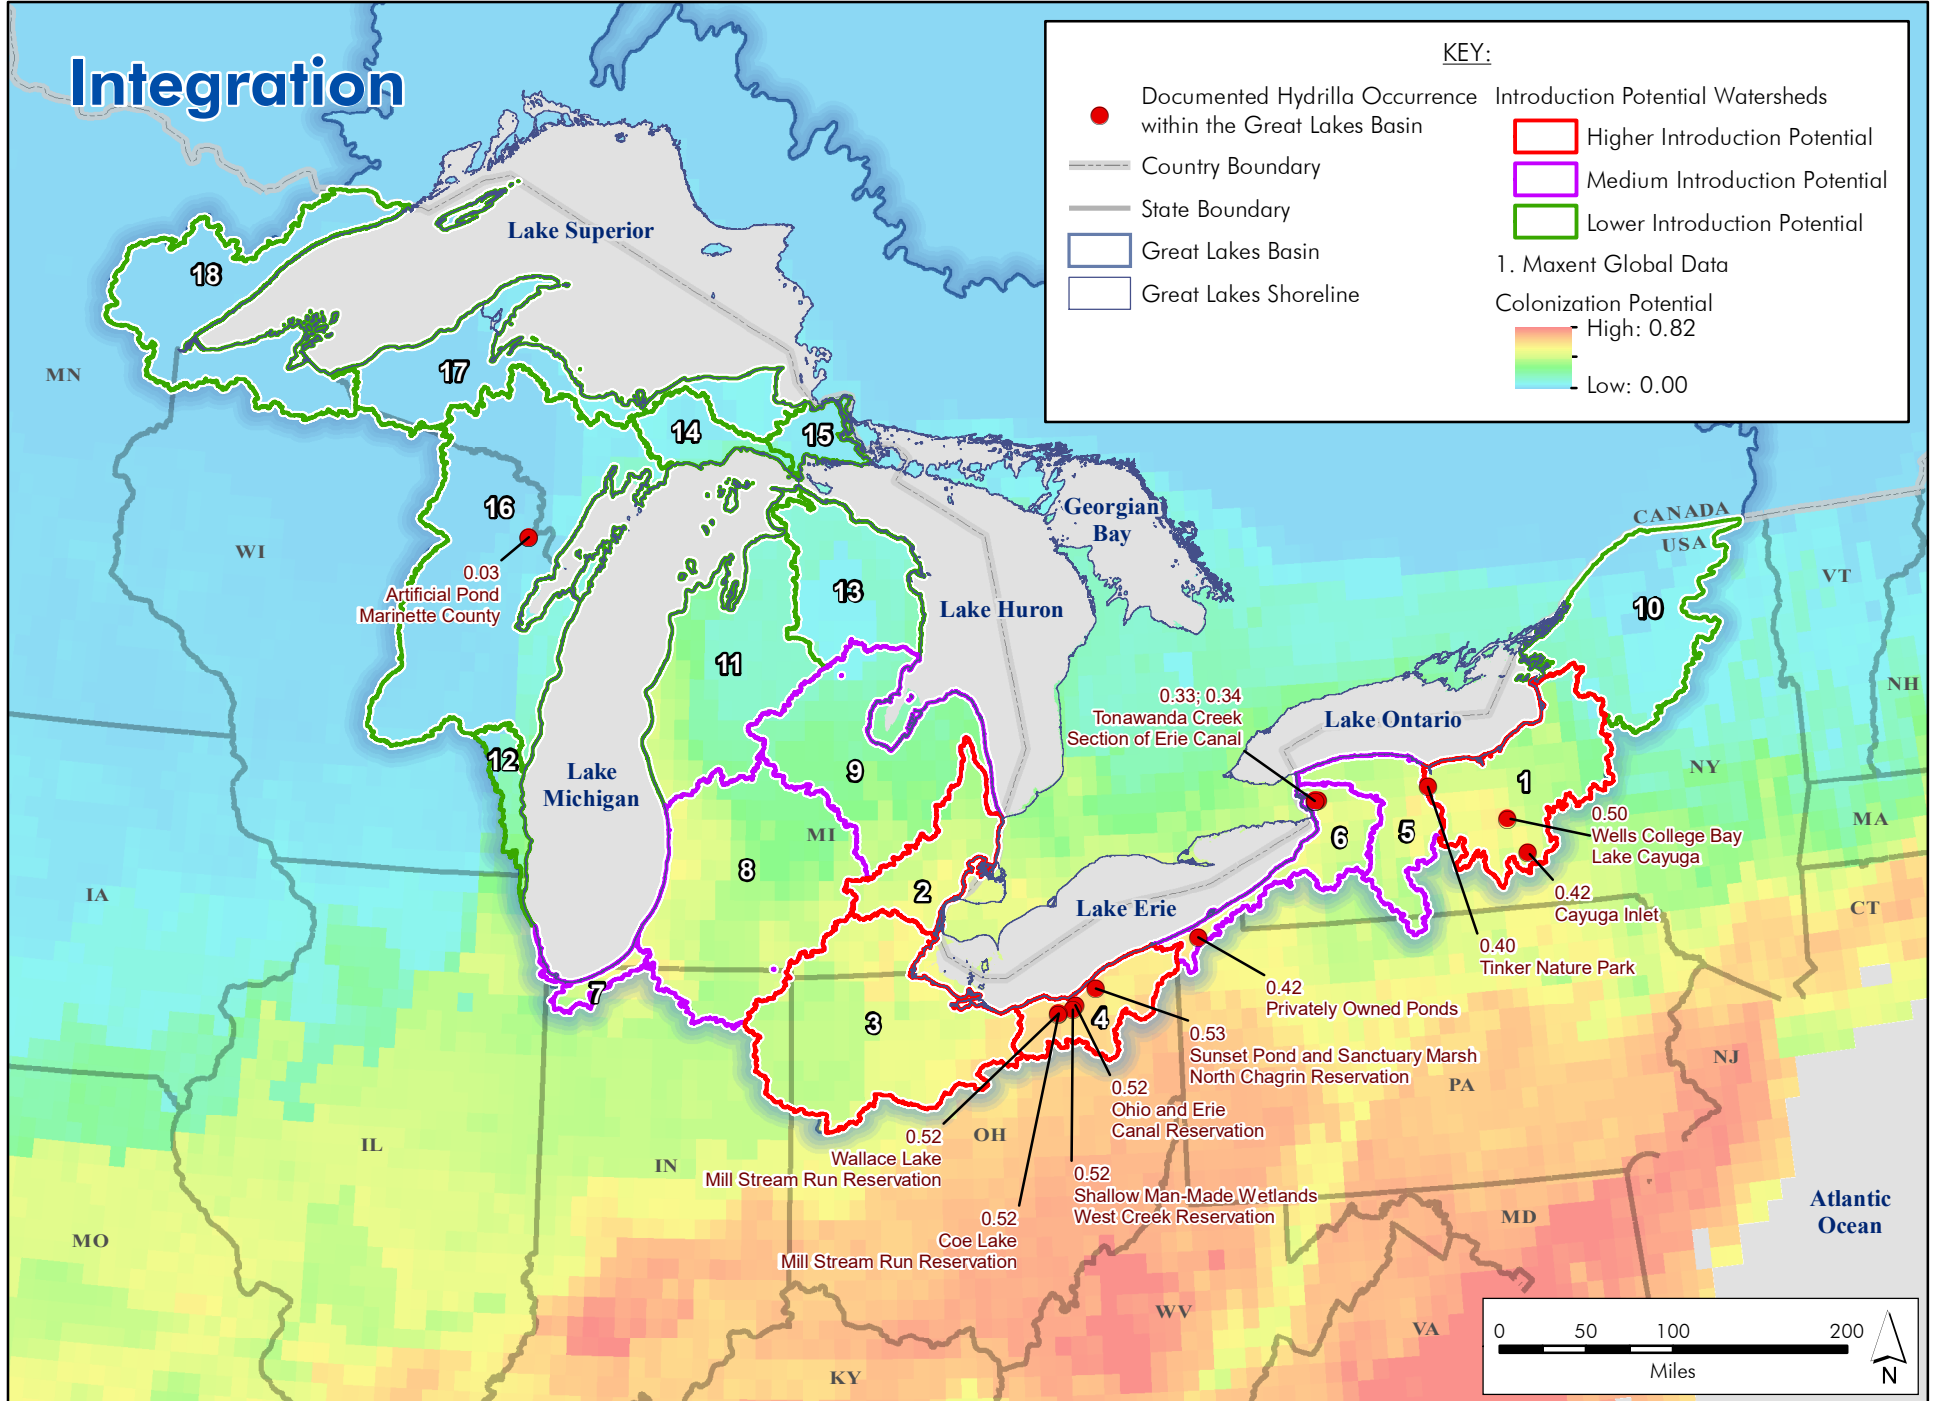 Integration
KEY:
Documented Hydrilla Occurrence
within the Great Lakes Basin
Country Boundary
State Boundary
Great Lakes Basin
Great Lakes Shoreline
Introduction Potential Watersheds
Higher Introduction Potential
Medium Introduction Potential
Lower Introduction Potential
1. Maxent Global Data
Colonization Potential
High: 0.82
Low: 0.00
Lake Superior
18
17
MN
14
15
16
WI
0.03
Artificial Pond
Marinette County
Georgian
Bay
CANADA
USA
VT
13
Lake Huron
10
11
NH
0.33; 0.34
Tonawanda Creek
Section of Erie Canal
Lake Ontario
12
Lake
Michigan
9
NY
1
MI
6
5
0.50
Wells College Bay
Lake Cayuga
MA
8
2
IA
Lake Erie
0.42
Cayuga Inlet
CT
0.40
Tinker Nature Park
7
0.42
Privately Owned Ponds
3
4
0.53
Sunset Pond and Sanctuary Marsh
North Chagrin Reservation
NJ
PA
0.52
Ohio and Erie
Canal Reservation
IL
IN
OH
0.52
Wallace Lake
Mill Stream Run Reservation
0.52
Shallow Man-Made Wetlands
West Creek Reservation
0.52
Coe Lake
Mill Stream Run Reservation
MO
MD
Atlantic
Ocean
WV
VA
KY
0 50 100 200
Miles
N